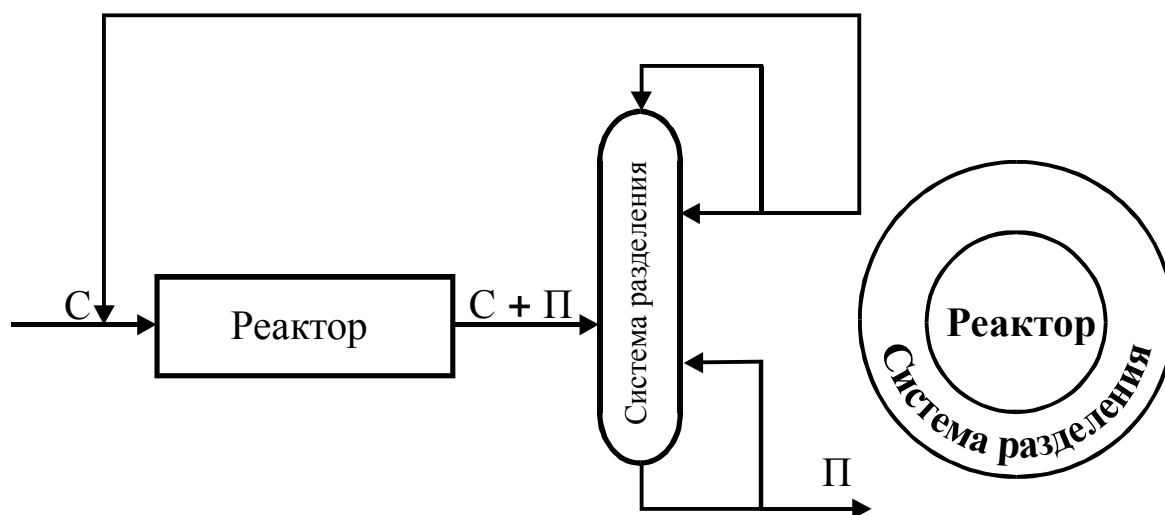 С
Реактор
С + П
Система разделения
П
Реактор
Система разделения